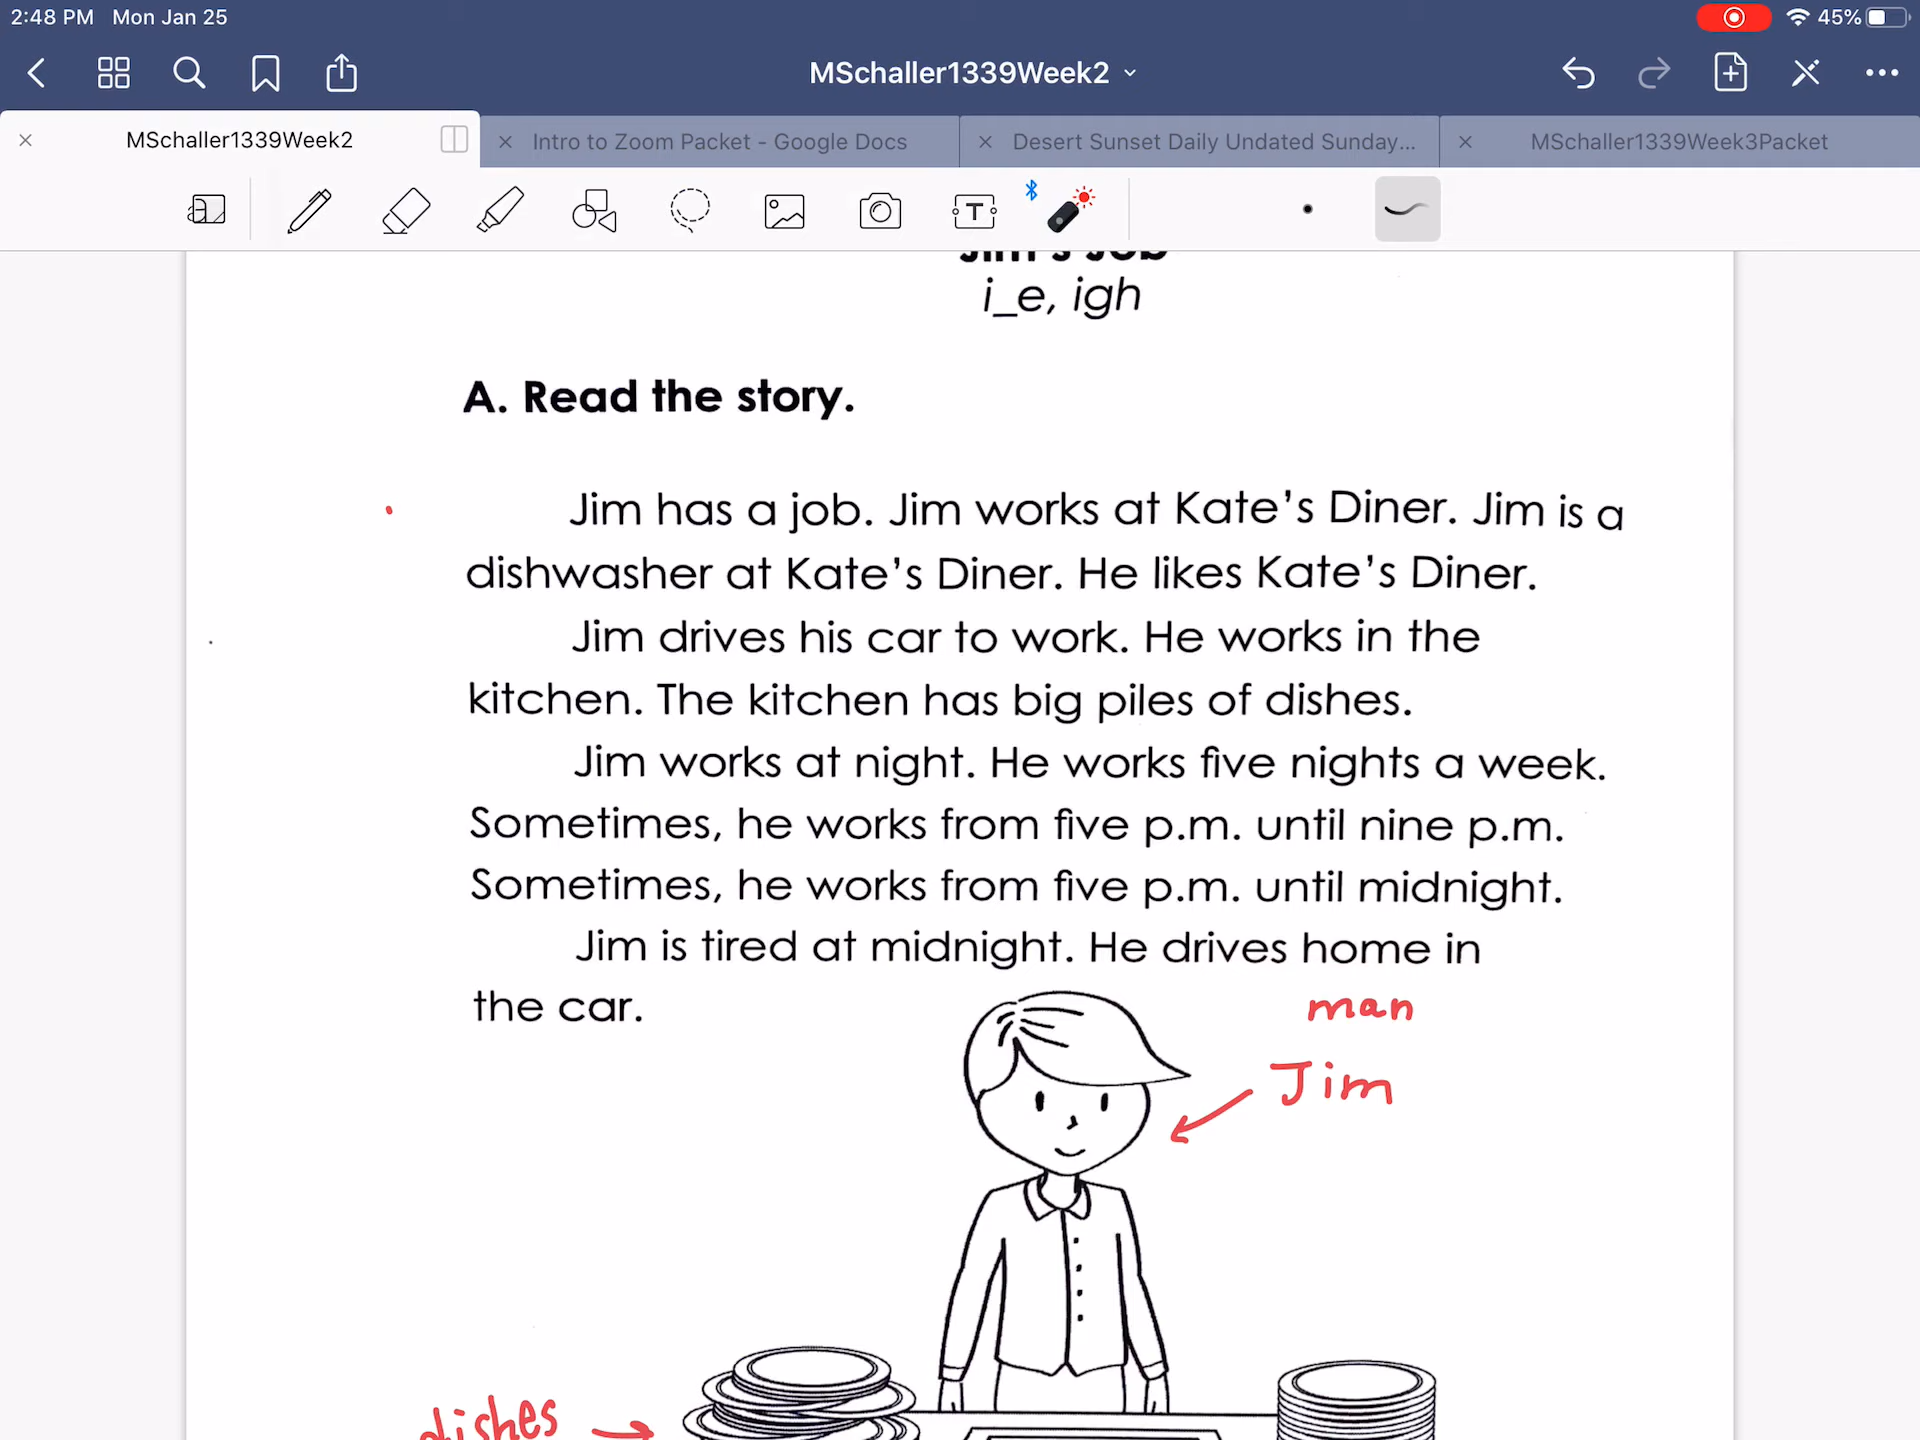 2:48 PM Mon Jan 25
45%
MSchaller1339Week2
MSchaller1339Week2
Intro to Zoom Packet - Google Docs
Desert Sunset Daily Undated Sunday...
MSchaller1339Week3Packet
Jim's Job
i_e, igh
A. Read the story.
Jim has a job. Jim works at Kate's Diner. Jim is a
dishwasher at Kate's Diner. He likes Kate's Diner.
Jim drives his car to work. He works in the
kitchen. The kitchen has big piles of dishes.
Jim works at night. He works five nights a week.
Sometimes, he works from five p.m. until nine p.m.
Sometimes, he works from five p.m. until midnight.
Jim is tired at midnight. He drives home in
the car.
man
Jim
dishes